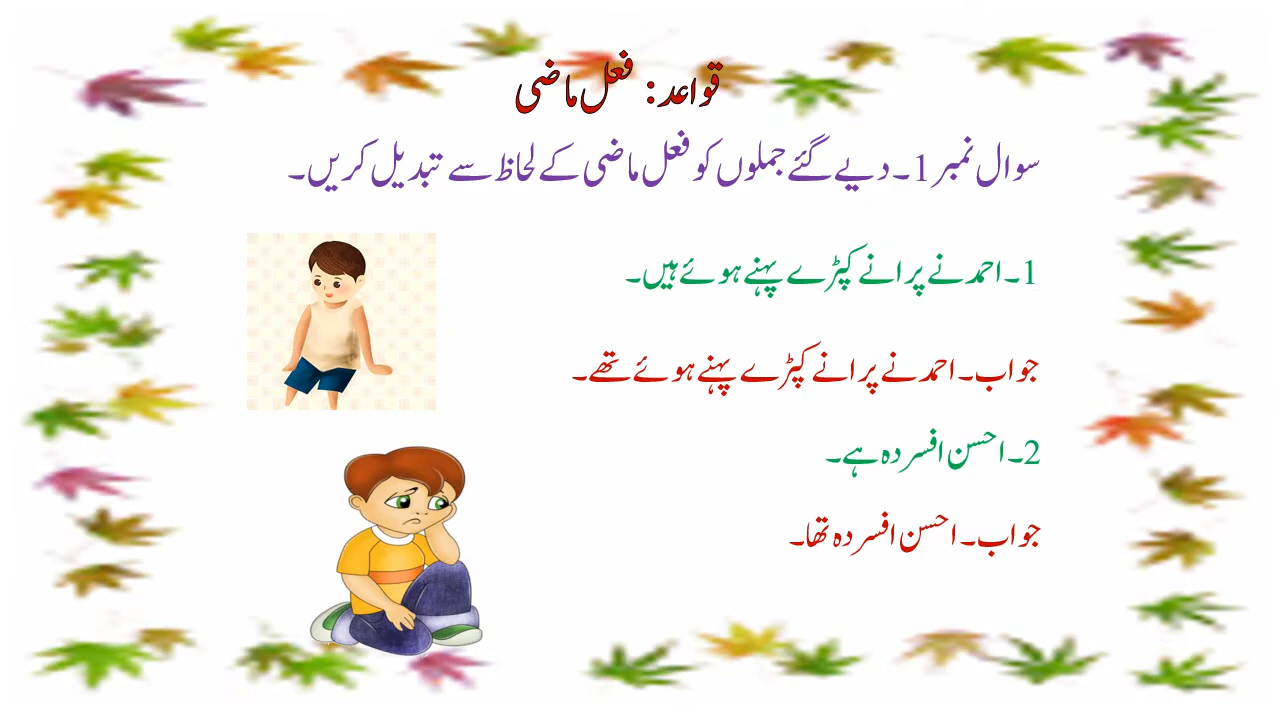 قواعد: فعل ماضی
سوال نمبر 1۔ دیے گئے جملوں کو فعل ماضی کے لحاظ سے تبدیل کریں۔
1۔ احمد نے پرانے کپڑے پہنے ہوئے ہیں۔
جواب۔ احمد نے پرانے کپڑے پہنے ہوئے تھے۔
2۔ احسن افسردہ ہے۔
جواب۔ احسن افسردہ تھا۔